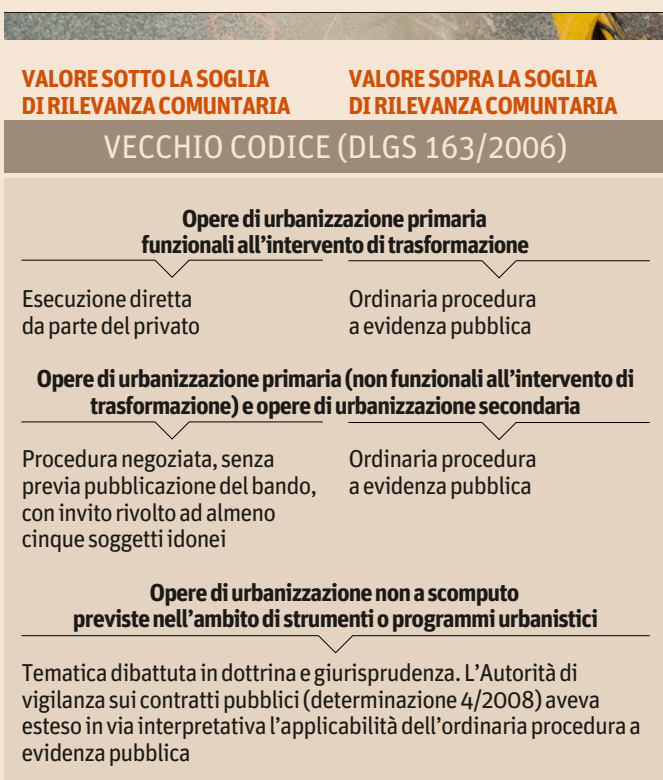 VALORE SOTTO LA SOGLIA
DI RILEVANZA COMUNTARIA
VALORE SOPRA LA SOGLIA
DI RILEVANZA COMUNTARIA
VECCHIO CODICE (DLGS 163/2006)
Opere di urbanizzazione primaria
funzionali all’intervento di trasformazione
Esecuzione diretta
da parte del privato
Ordinaria procedura
a evidenza pubblica
Opere di urbanizzazione primaria (non funzionali all’intervento di
trasformazione) e opere di urbanizzazione secondaria
Procedura negoziata, senza
previa pubblicazione del bando,
con invito rivolto ad almeno
cinque soggetti idonei
Ordinaria procedura
a evidenza pubblica
Opere di urbanizzazione non a scomputo
previste nell’ambito di strumenti o programmi urbanistici
Tematica dibattuta in dottrina e giurisprudenza. L’Autorità di
vigilanza sui contratti pubblici (determinazione 4/2008) aveva
esteso in via interpretativa l’applicabilità dell’ordinaria procedura a
evidenza pubblica